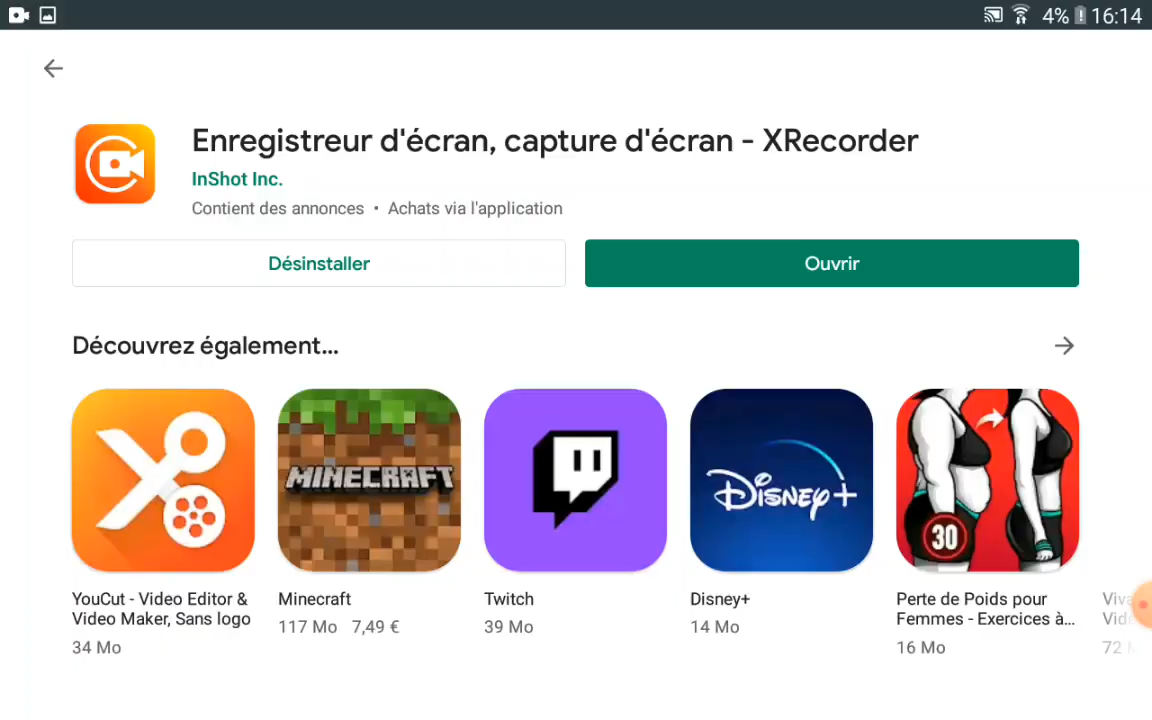 4% 16:14
Enregistreur d'écran, capture d'écran - XRecorder
InShot Inc.
Contient des annonces • Achats via l'application
Désinstaller
Ouvrir
Découvrez également...
MINECRAFT
Disney+
30
YouCut - Video Editor &
Video Maker, Sans logo
34 Mo
Minecraft
117 Mo 7,49 €
Twitch
39 Mo
Disney+
14 Mo
Perte de Poids pour
Femmes - Exercices à...
16 Mo
72